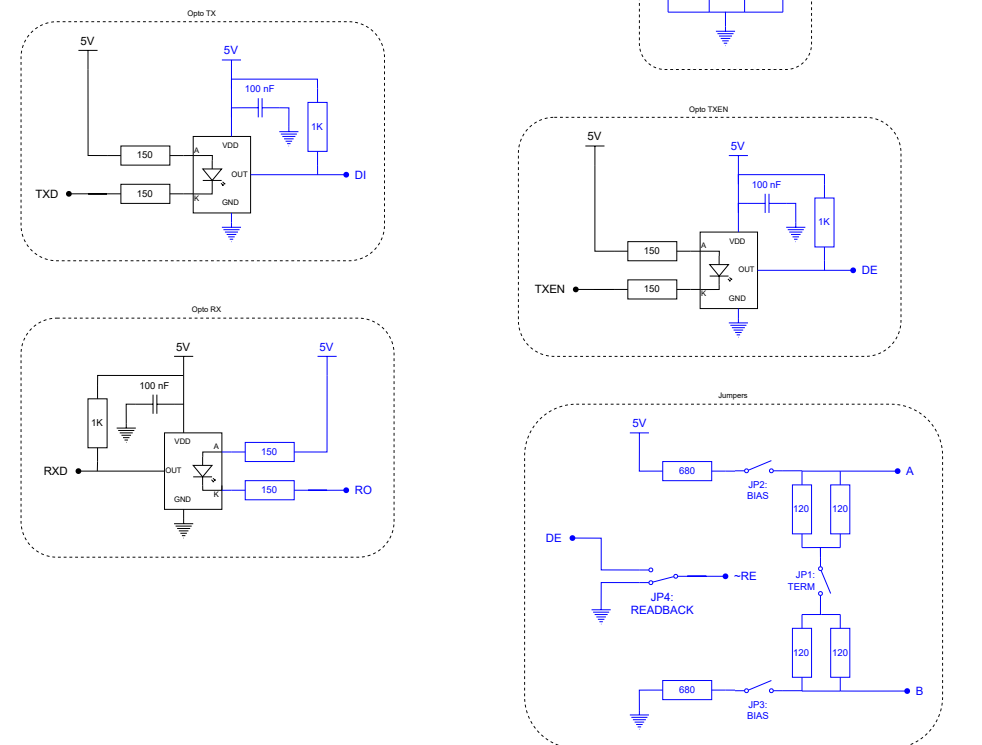 Opto TX
5V
5V
100 nF
1K
150
A
VDD
OUT
DI
TXD
150
K
GND
Opto TXEN
5V
5V
100 nF
1K
150
A
VDD
OUT
DE
TXEN
150
K
GND
Opto RX
5V
5V
100 nF
1K
VDD
A
150
RXD
OUT
150
RO
K
GND
Jumpers
5V
680
JP2:
BIAS
A
120
120
DE
JP1:
TERM
~RE
JP4:
READBACK
120
120
680
JP3:
BIAS
B